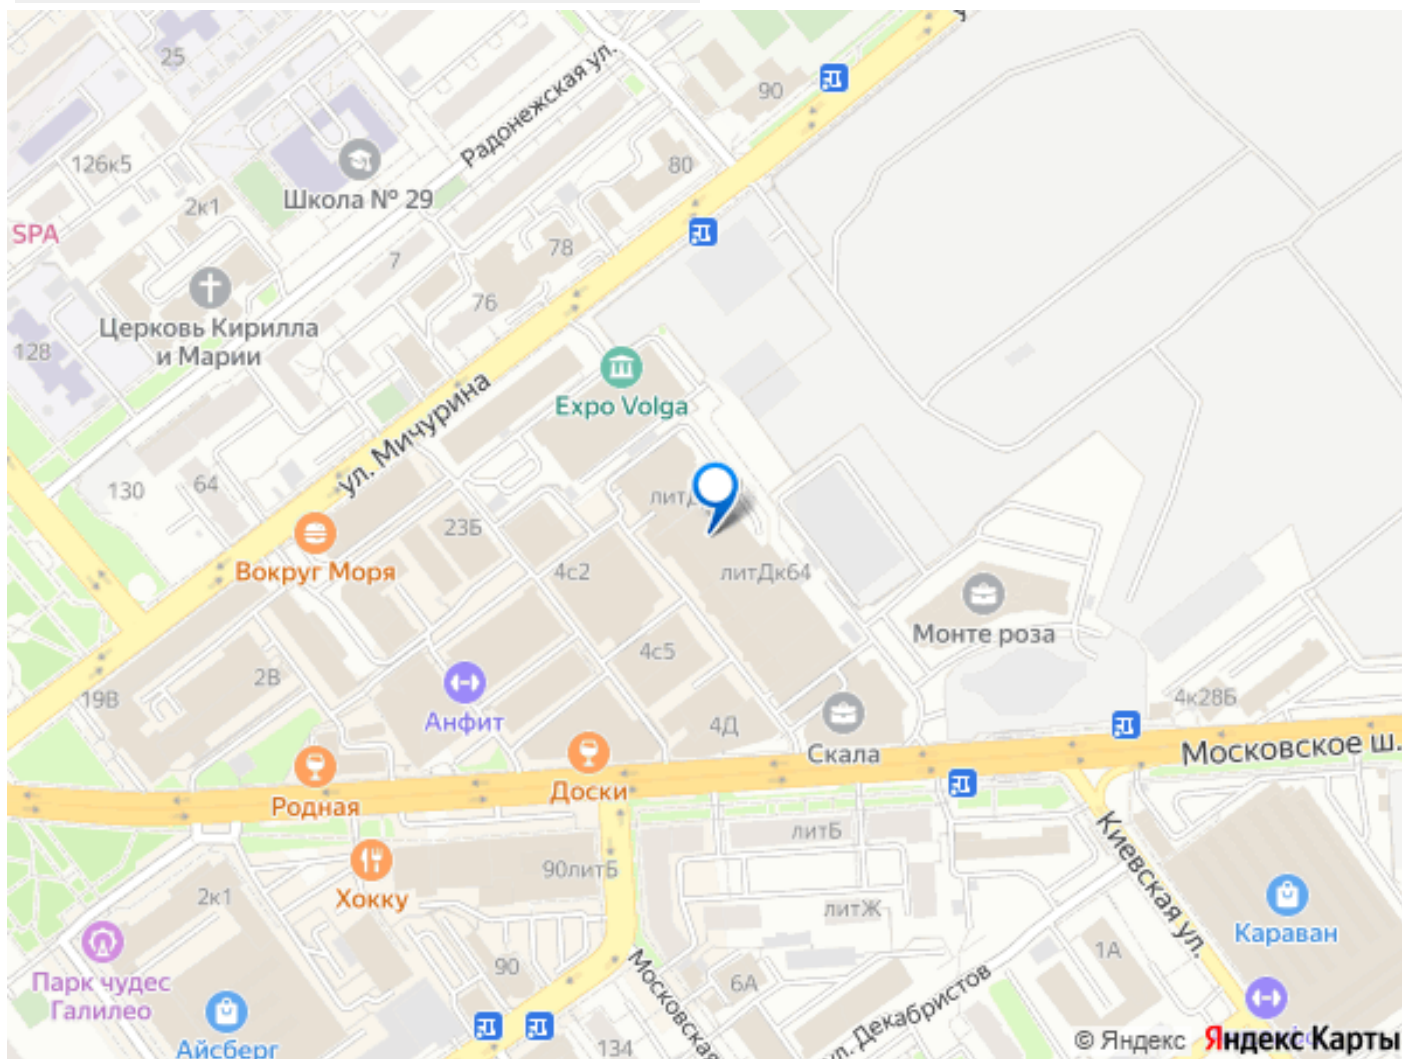 25
90
Радонежская ул.
126к5
Школа № 29
80
2к1
SPA
78
7
76
Церковь Кирилла
и Марии
128
Expo Volga
ул. Мичурина
130
64
23Б
литДк64
4с2
Вокруг Моря
Монте роза
4с5
2В
19В
Анфит
4Д
4к28Б
Скала
Московское ш.
Доски
Родная
литБ
90литБ
Киевская ул.
2к1
Хокку
литЖ
Караван
1А
90
Московская
6А
ул. Декабристов
Парк чудес
Галилео
134
Айсберг
© Яндекс Яндекс Карты